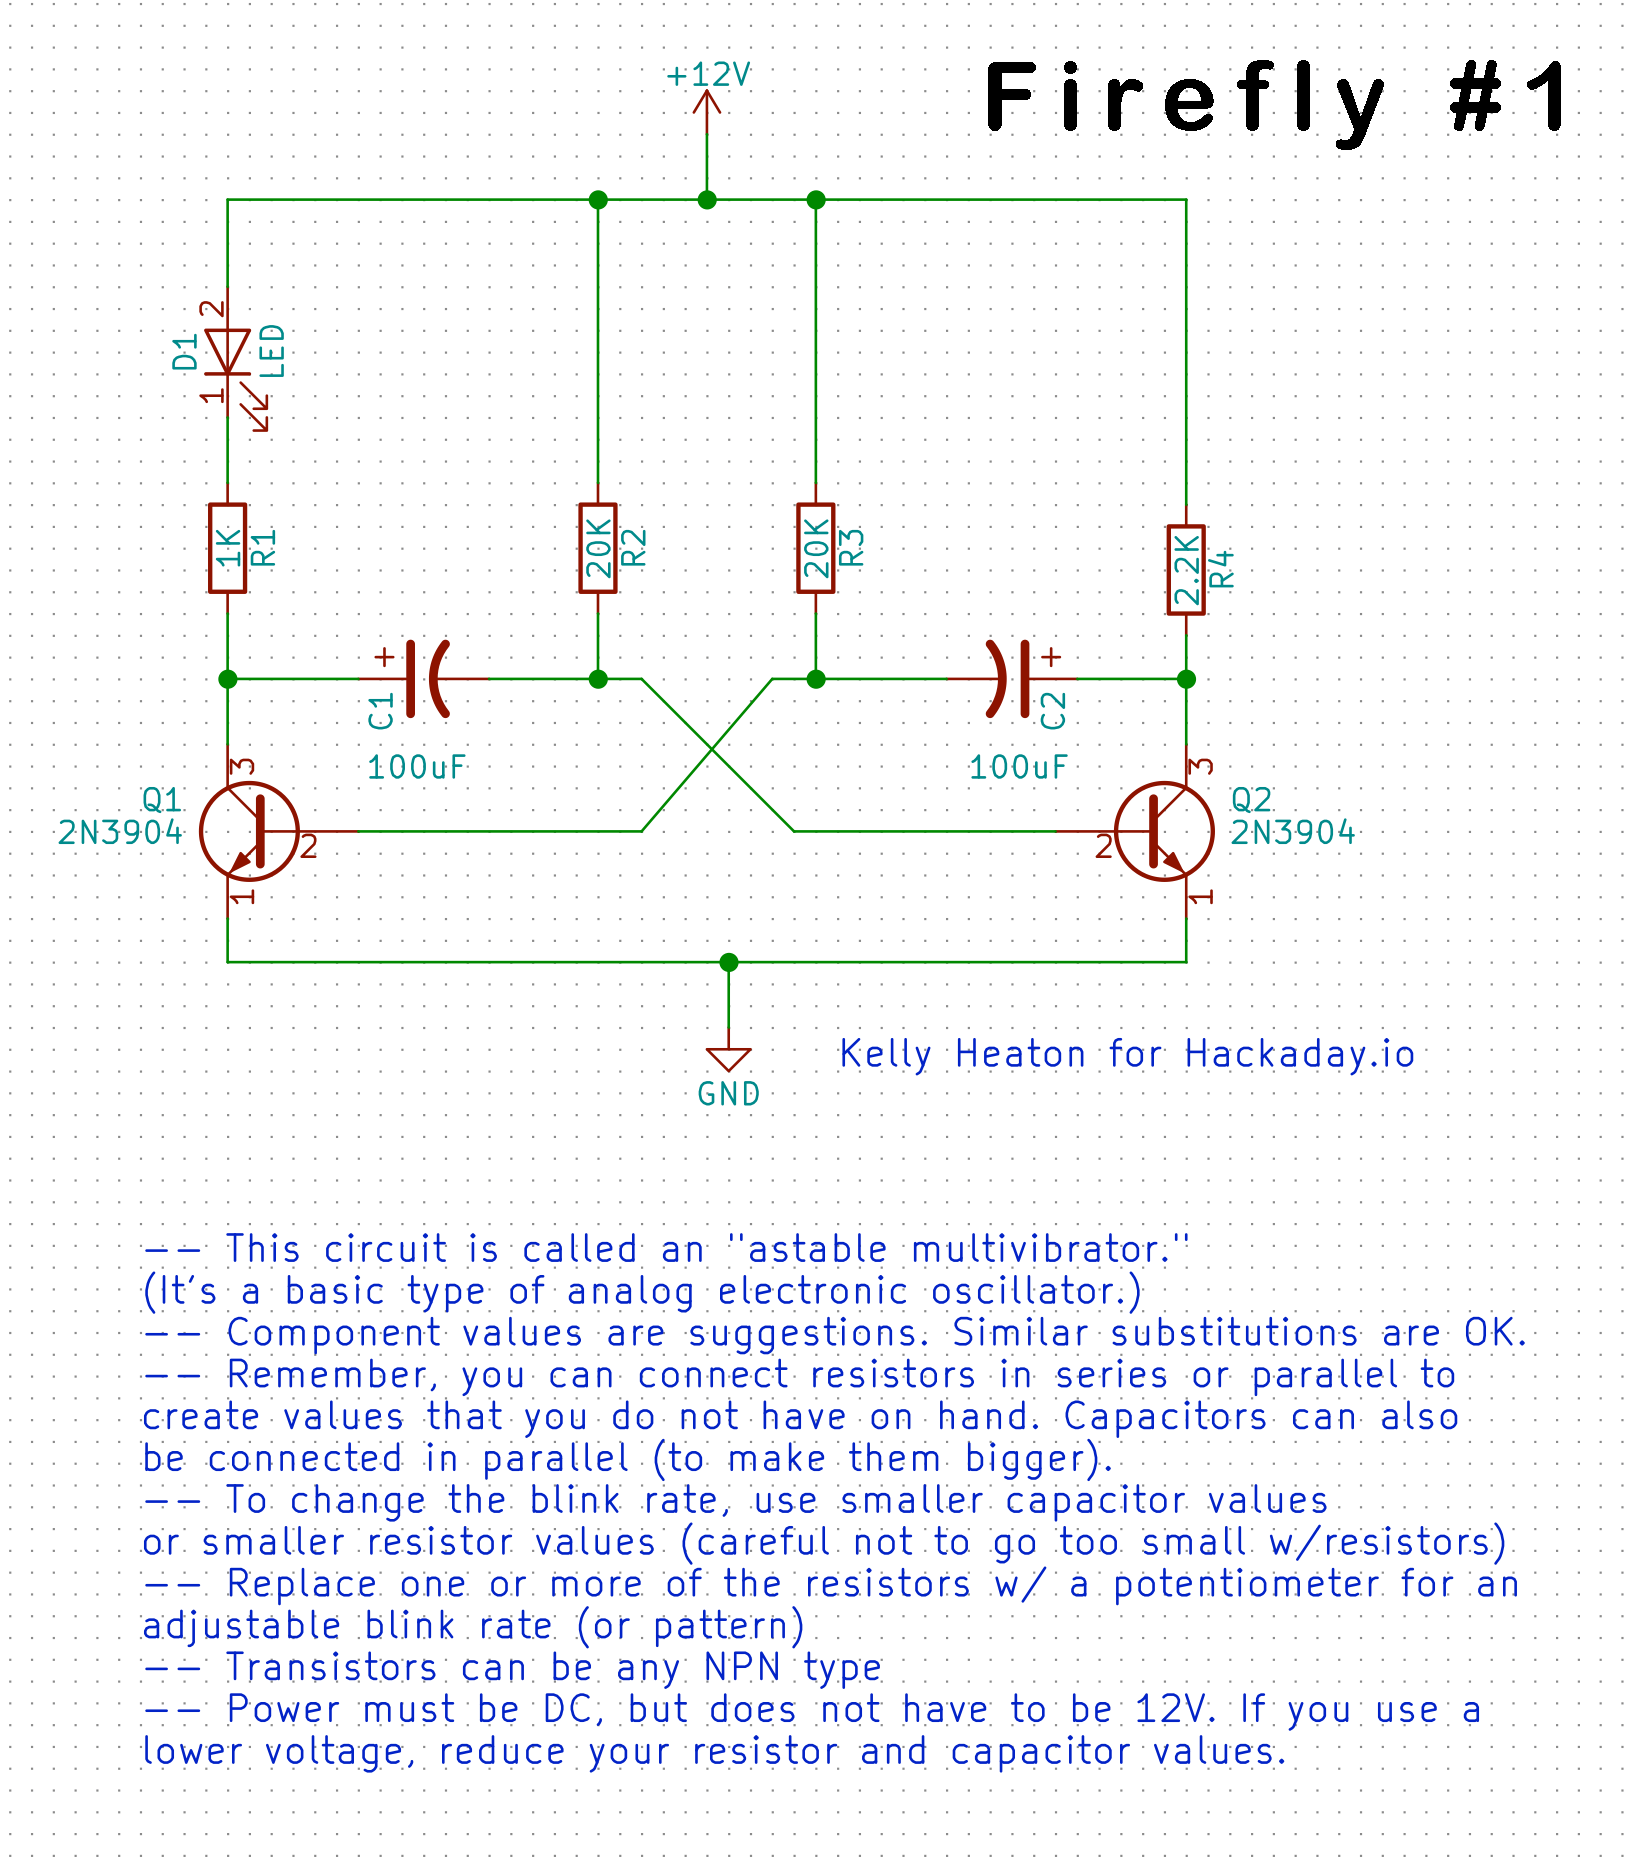 +12V
Firefly #1
2
D1
LED
1
1K
R1
20K
R2
20K
R3
2.2K
R4
+
C1
100uF
+
C2
100uF
3
Q1
2N3904
2
1
3
Q2
2N3904
2
1
Kelly Heaton for Hackaday.io
GND
-- This circuit is called an "astable multivibrator."
(It's a basic type of analog electronic oscillator.)
-- Component values are suggestions. Similar substitutions are OK.
-- Remember, you can connect resistors in series or parallel to
create values that you do not have on hand. Capacitors can also
be connected in parallel (to make them bigger).
-- To change the blink rate, use smaller capacitor values
or smaller resistor values (careful not to go too small w/resistors)
-- Replace one or more of the resistors w/ a potentiometer for an
adjustable blink rate (or pattern)
-- Transistors can be any NPN type
-- Power must be DC, but does not have to be 12V. If you use a
lower voltage, reduce your resistor and capacitor values.